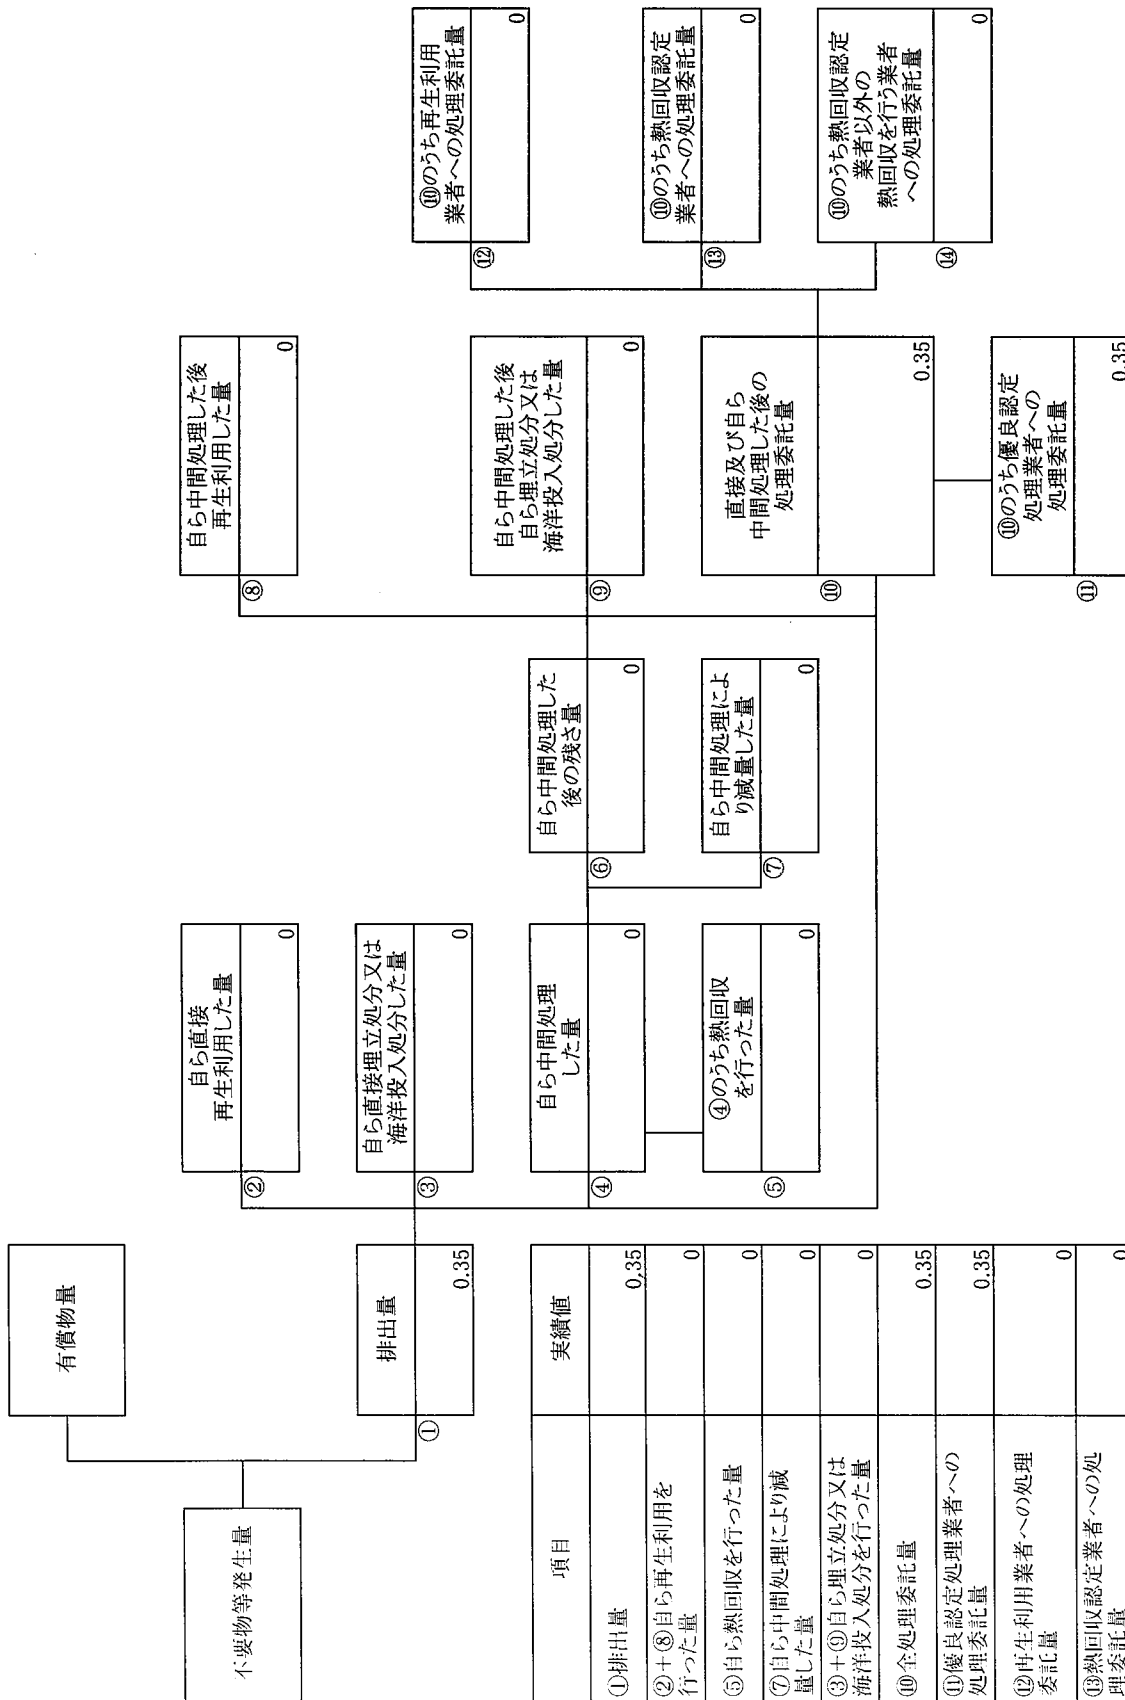 有償物量
不要物等発生量
①
排出量
0.35
②
自ら直接
再生利用した量
0
③
自ら直接埋立処分又は
海洋投入処分した量
0
④
自ら中間処理
した量
0
⑤
④のうち熱回収
を行った量
0
⑥
自ら中間処理した
後の残さ量
0
⑦
自ら中間処理によ
り減量した量
0
⑧
自ら中間処理した後
再生利用した量
0
⑨
自ら中間処理した後
自ら埋立処分又は
海洋投入処分した量
0
⑩
直接及び自ら
中間処理した後の
処理委託量
0.35
⑪
⑩のうち優良認定
処理業者への
処理委託量
0.35
⑫
⑩のうち再生利用
業者への処理委託量
0
⑬
⑩のうち熱回収認定
業者への処理委託量
0
⑭
⑩のうち熱回収認定
業者以外の
熱回収を行う業者
への処理委託量
0
項目 実績値
①排出量 0.35
②+⑧自ら再生利用を
行った量 0
⑤自ら熱回収を行った量 0
⑦自ら中間処理により減
量した量 0
③+⑨自ら埋立処分又は
海洋投入処分を行った量 0
⑩全処理委託量 0.35
⑪優良認定処理業者への
処理委託量 0.35
⑫再生利用業者への処理
委託量 0
⑬熱回収認定業者への処
理委託量 0